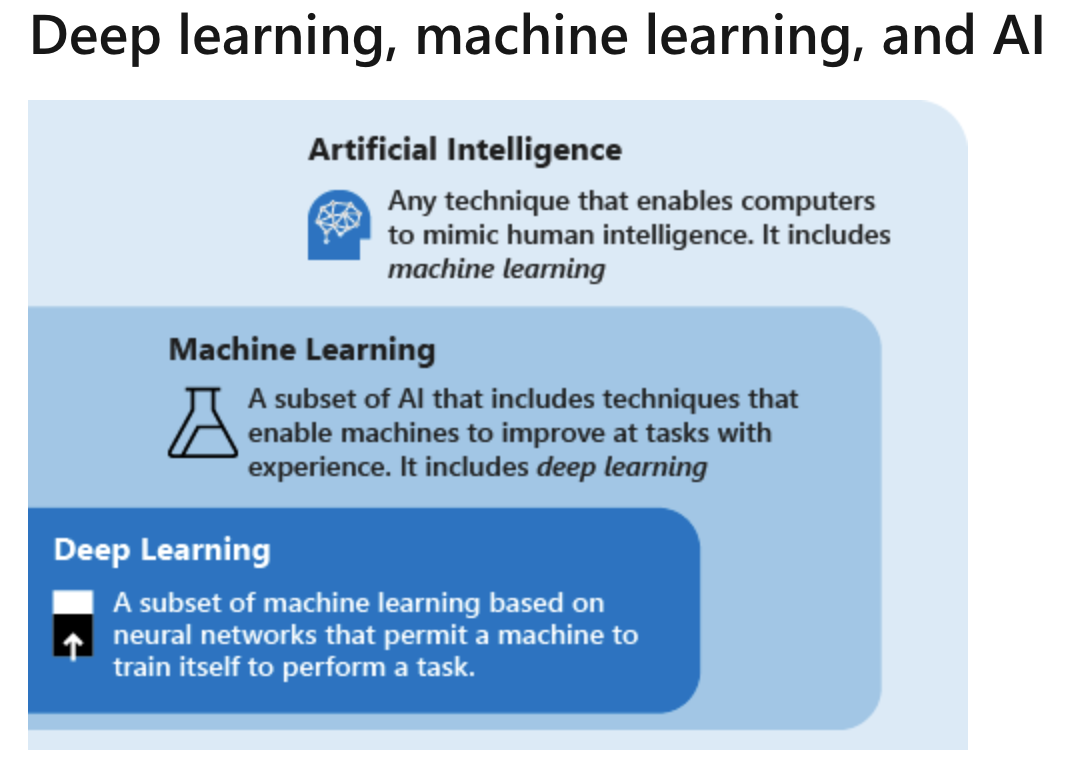 Deep learning, machine learning, and AI
Artificial Intelligence
Any technique that enables computers
to mimic human intelligence. It includes
machine learning
Machine Learning
A subset of AI that includes techniques that
enable machines to improve at tasks with
experience. It includes deep learning
Deep Learning
A subset of machine learning based on
neural networks that permit a machine to
train itself to perform a task.